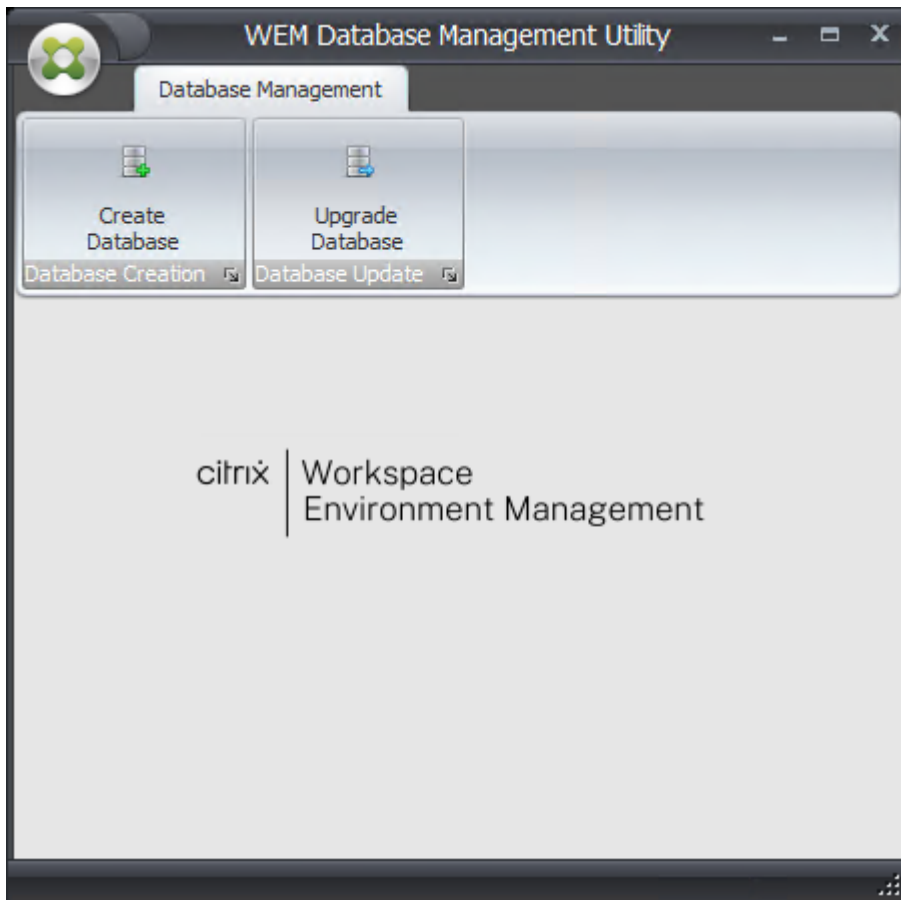 WEM Database Management Utility
Database Management
Create
Database
Upgrade
Database
Database Creation
Database Update
citrix
Workspace
Environment Management